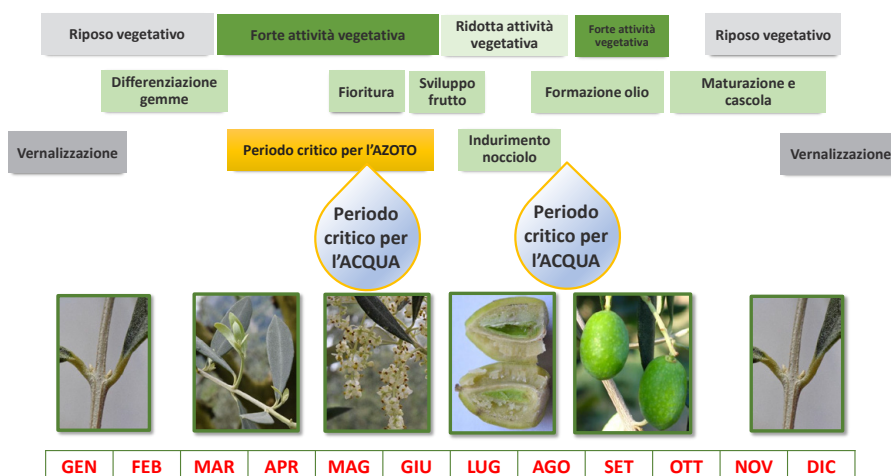 Riposo vegetativo
Forte attività vegetativa
Ridotta attività
vegetativa
Forte attività
vegetativa
Riposo vegetativo
Differenziazione
gemme
Fioritura
Sviluppo
frutto
Formazione olio
Maturazione e
cascola
Vernalizzazione
Periodo critico per l'AZOTO
Indurimento
nocciolo
Vernalizzazione
Periodo
critico per
l'ACQUA
Periodo
critico per
l'ACQUA
GEN FEB MAR APR MAG GIU LUG AGO SET OTT NOV DIC